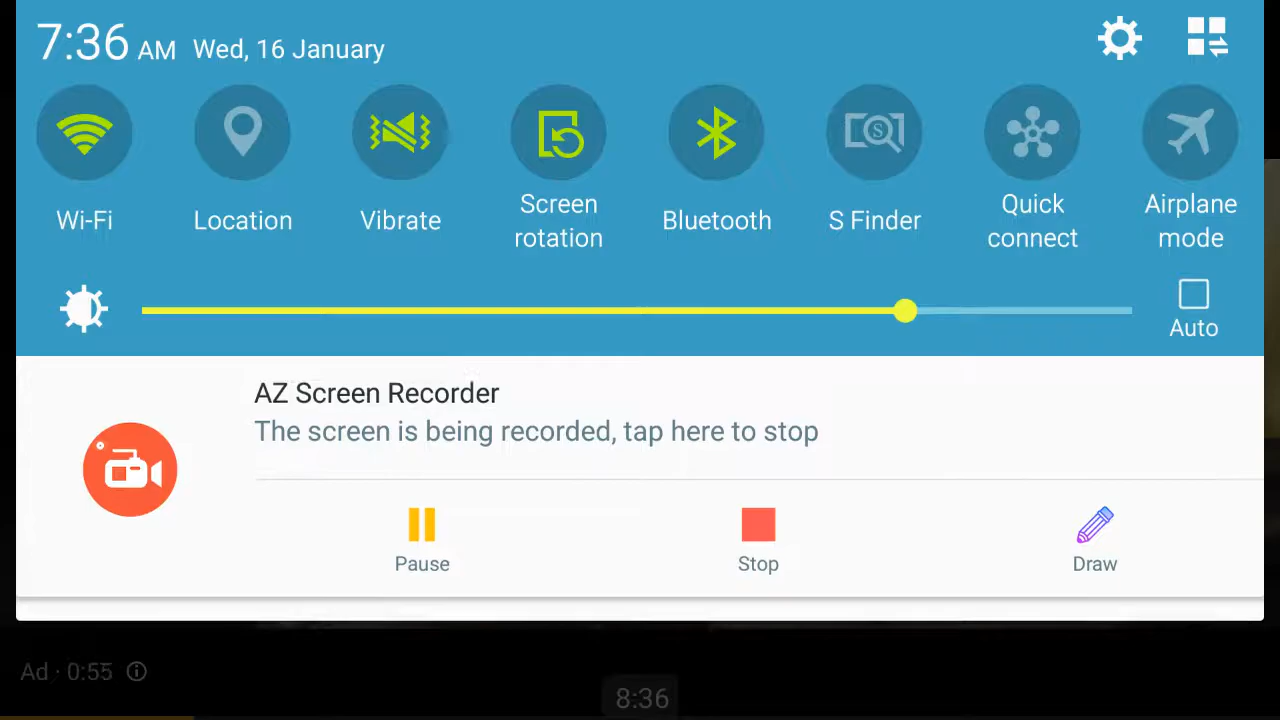 7:36 AM Wed, 16 January
Wi-Fi
Location
Vibrate
Screen
rotation
Bluetooth
S Finder
Quick
connect
Airplane
mode
Auto
AZ Screen Recorder
The screen is being recorded, tap here to stop
Pause
Stop
Draw
Ad · 0:55
8:36